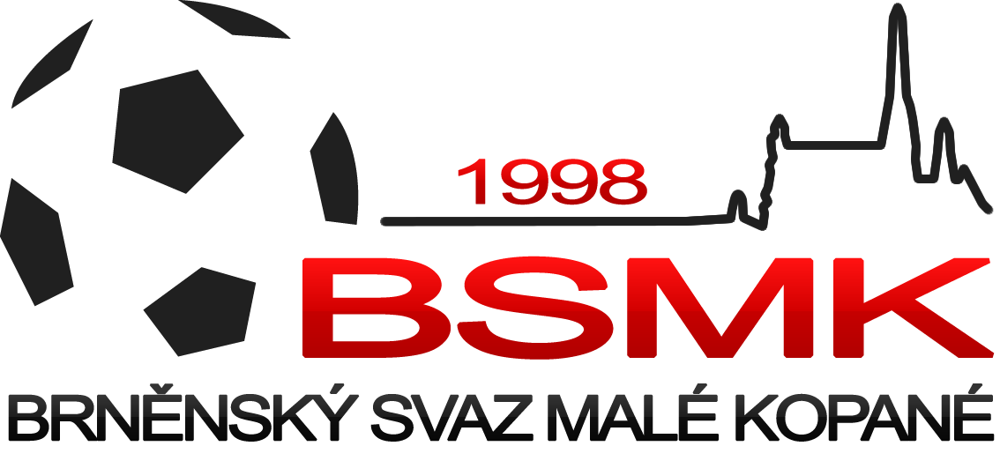 1998
BSMK
BRNĚNSKÝ SVAZ MALÉ KOPANÉ